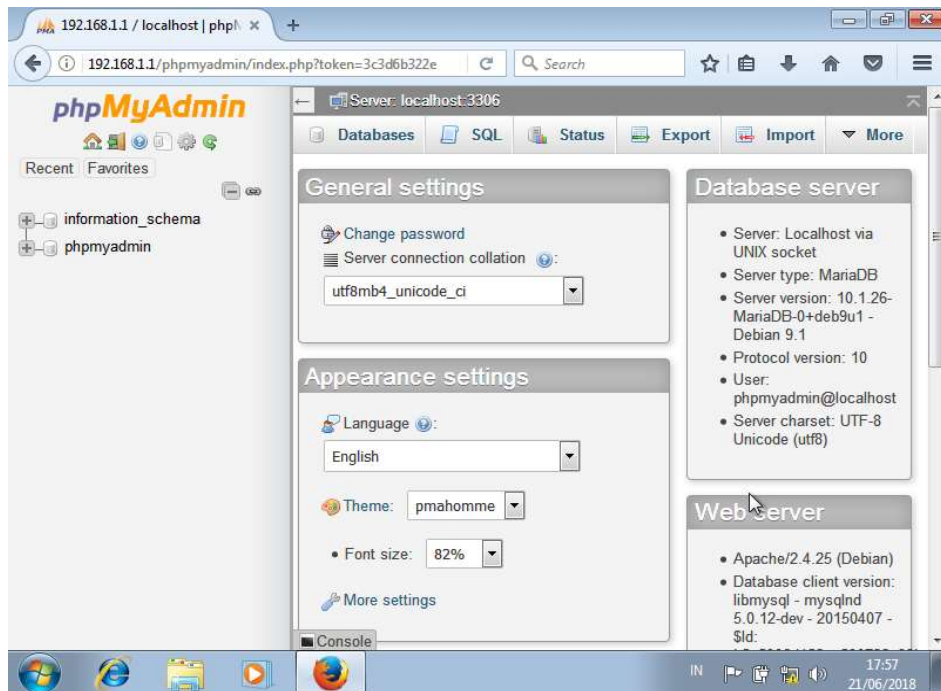 192.168.1.1 / localhost | php
192.168.1.1/phpmyadmin/index.php?token=3c3d6b322e
Search
phpMyAdmin
Recent Favorites
information_schema
phpmyadmin
Server: localhost:3306
Databases SQL Status Export Import More
General settings
Change password
Server connection collation :
utf8mb4_unicode_ci
Appearance settings
Language :
English
Theme: pmahomme
Font size: 82%
More settings
Console
Database server
Server: Localhost via
UNIX socket
Server type: MariaDB
Server version: 10.1.26-
MariaDB-0+deb9u1 -
Debian 9.1
Protocol version: 10
User:
phpmyadmin@localhost
Server charset: UTF-8
Unicode (utf8)
Web server
Apache/2.4.25 (Debian)
Database client version:
libmysql - mysqlnd
5.0.12-dev - 20150407 -
$Id:
IN
17:57
21/06/2018